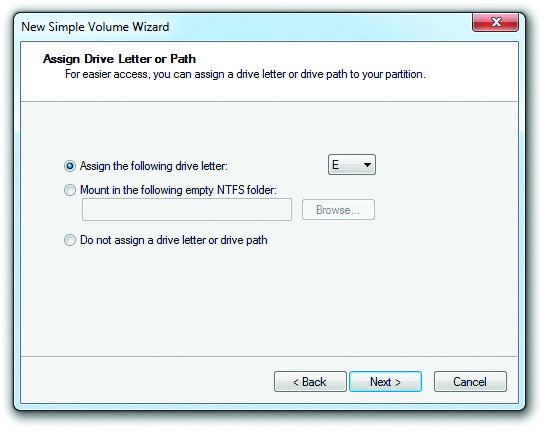 New Simple Volume Wizard
Assign Drive Letter or Path
For easier access, you can assign a drive letter or drive path to your partition.
Assign the following drive letter: E
Mount in the following empty NTFS folder:
Browse...
Do not assign a drive letter or drive path
< Back Next > Cancel